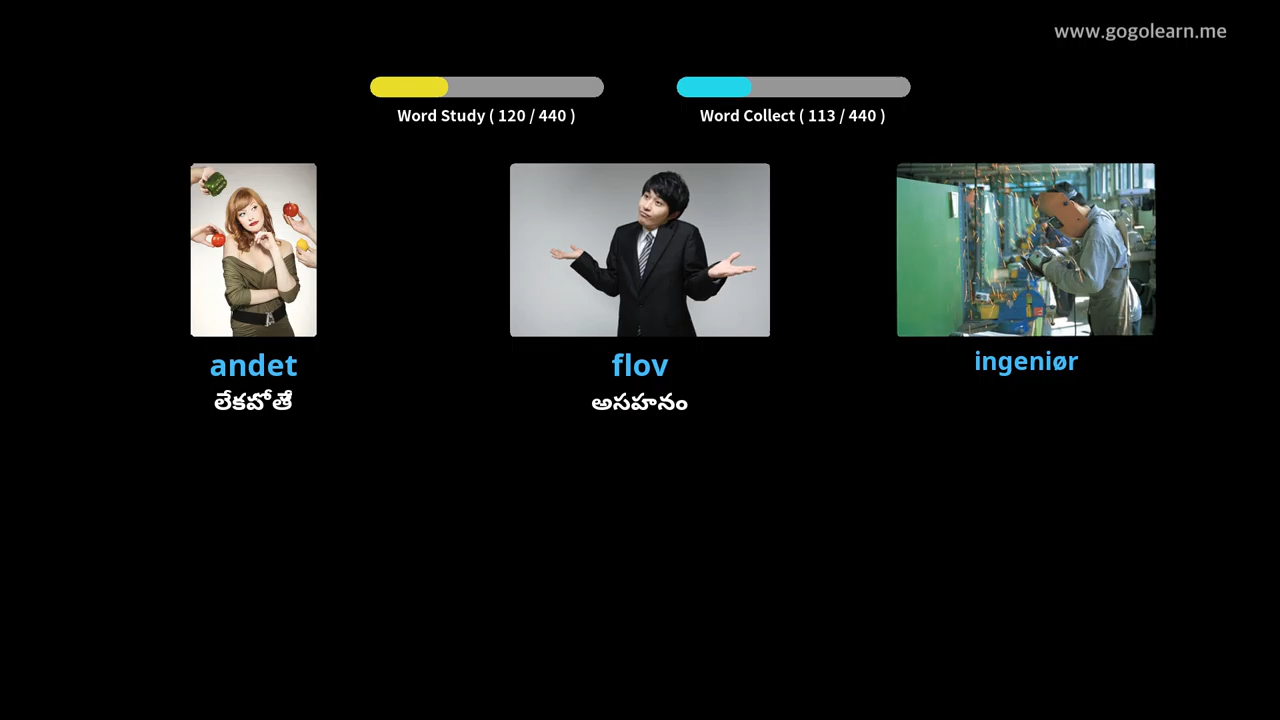 www.gogolearn.me
Word Study ( 120 / 440 )
Word Collect ( 113 / 440 )
andet
flov
ingeniør
లేకపోతే
అసహనం